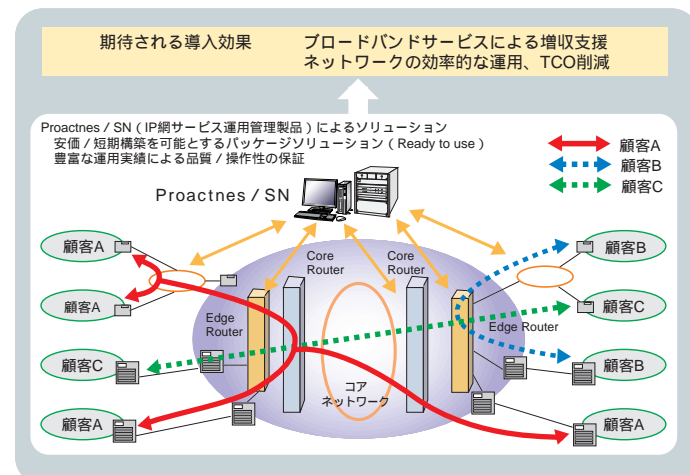 期待される導入効果
ブロードバンドサービスによる増収支援
ネットワークの効率的な運用、TCO削減
Proactnes / SN（IP網サービス運用管理製品）によるソリューション
安価 / 短期構築を可能とするパッケージソリューション（Ready to use）
豊富な運用実績による品質 / 操作性の保証
顧客A
顧客B
顧客C
Proactnes / SN
顧客A
顧客A
顧客C
顧客A
Edge
Router
Core
Router
コア
ネットワーク
Core
Router
Edge Router
顧客B
顧客C
顧客B
顧客A